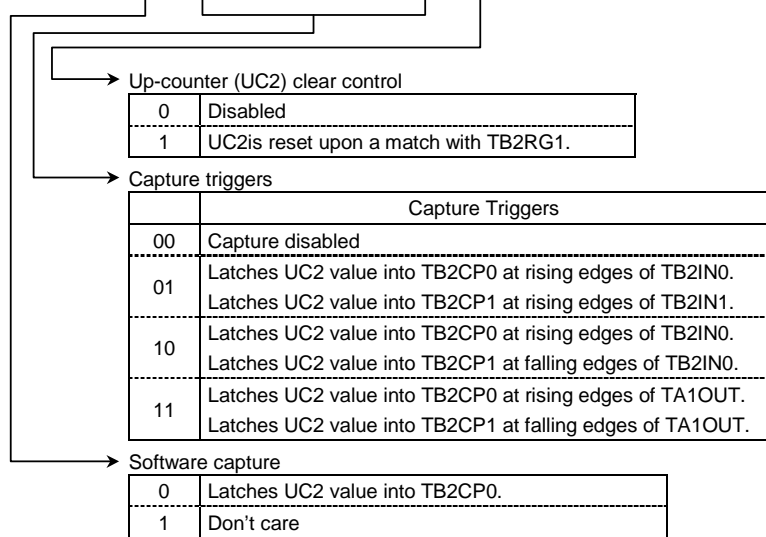 Up-counter (UC2) clear control
0 Disabled
1 UC2is reset upon a match with TB2RG1.
Capture triggers
Capture Triggers
00 Capture disabled
01 Latches UC2 value into TB2CP0 at rising edges of TB2IN0.
Latches UC2 value into TB2CP1 at rising edges of TB2IN1.
10 Latches UC2 value into TB2CP0 at rising edges of TB2IN0.
Latches UC2 value into TB2CP1 at falling edges of TB2IN0.
11 Latches UC2 value into TB2CP0 at rising edges of TA1OUT.
Latches UC2 value into TB2CP1 at falling edges of TA1OUT.
Software capture
0 Latches UC2 value into TB2CP0.
1 Don't care